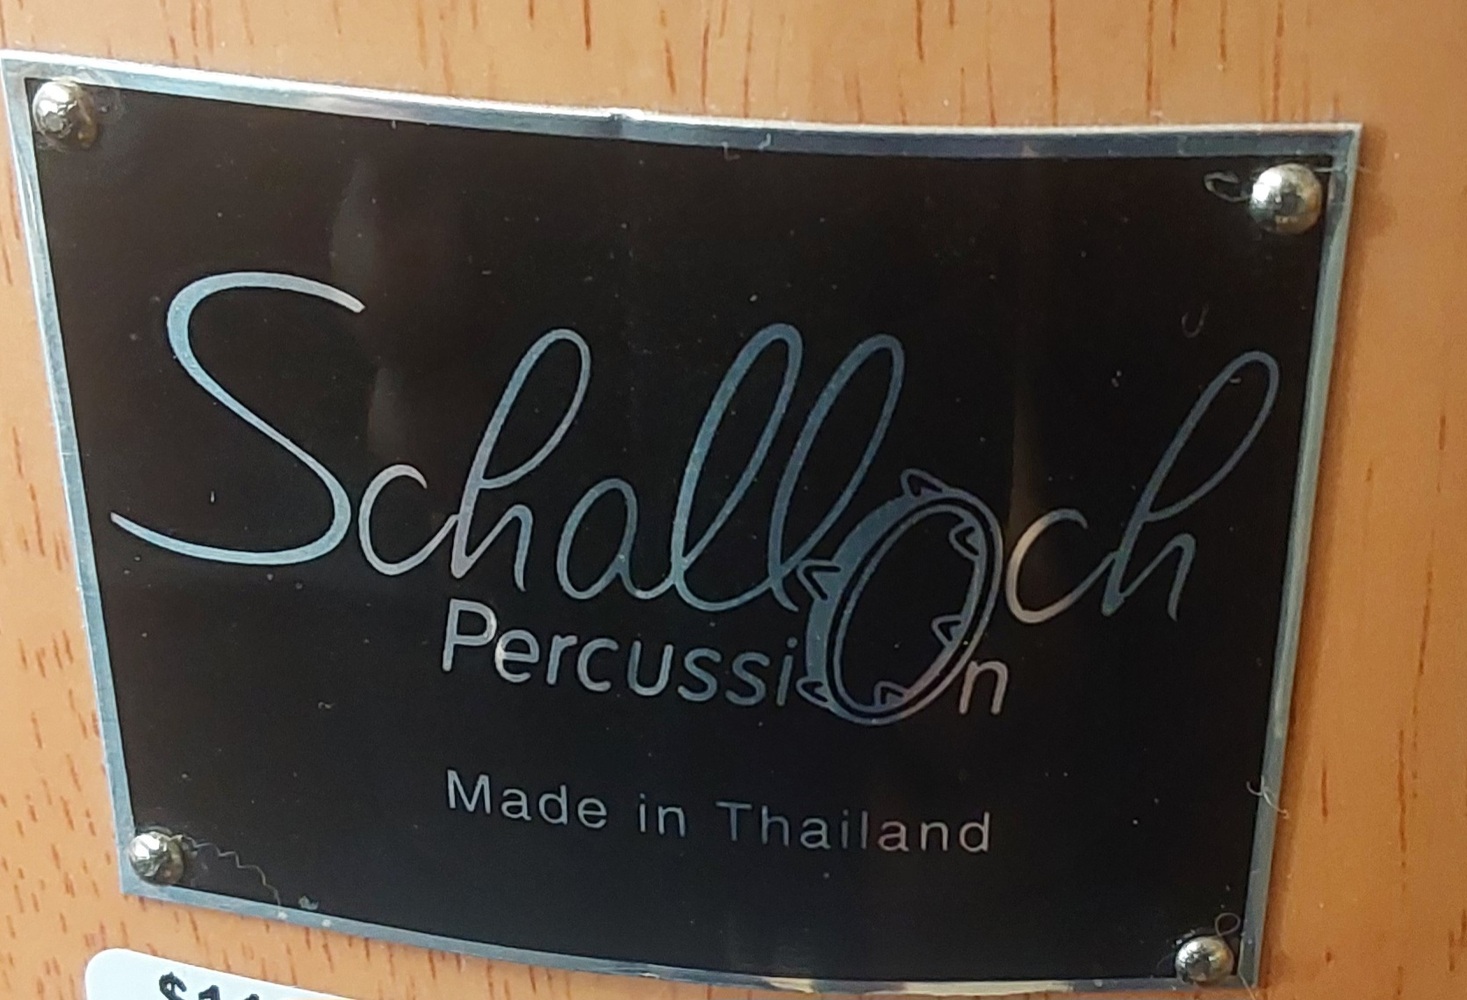 Schalloch
Percussion
Made in Thailand